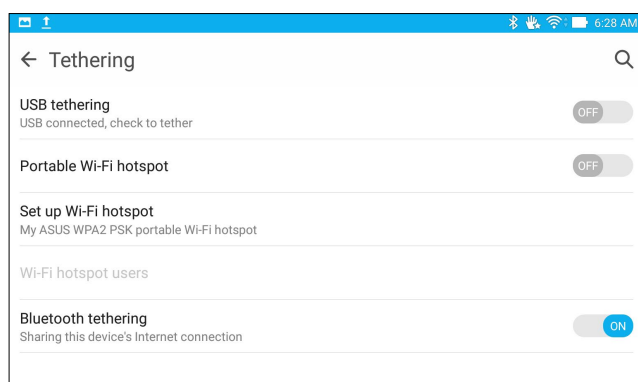 6:28 AM
Tethering
USB tethering
OFF
USB connected, check to tether
Portable Wi-Fi hotspot
OFF
Set up Wi-Fi hotspot
My ASUS WPA2 PSK portable Wi-Fi hotspot
Wi-Fi hotspot users
Bluetooth tethering
ON
Sharing this device's Internet connection